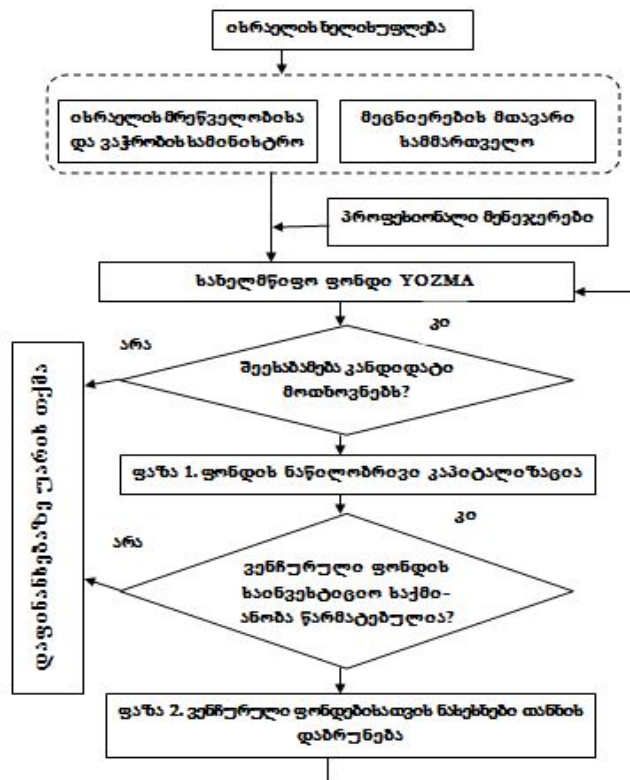 ისრაელის ხელისუფლება
ისრაელის მრეწველობისა
და ვაჭრობის სამინისტრო
მეცნიერების მთავარი
სამმართველო
პროფესიონალი მენეჯერები
სახელმწიფო ფონდი YOZMA
არა
კი
შეესაბამება კანდიდატი
მოთხოვნებს?
ფაზა 1. ფონდის ნაწილობრივი კაპიტალიზაცია
დაფინანსებაზე უარის თქმა
არა
კი
ვენჩურული ფონდის
საინვესტიციო საქმი-
ანობა წარმატებულია?
ფაზა 2. ვენჩურული ფონდებისათვის ნასესხები თანხის
დაბრუნება